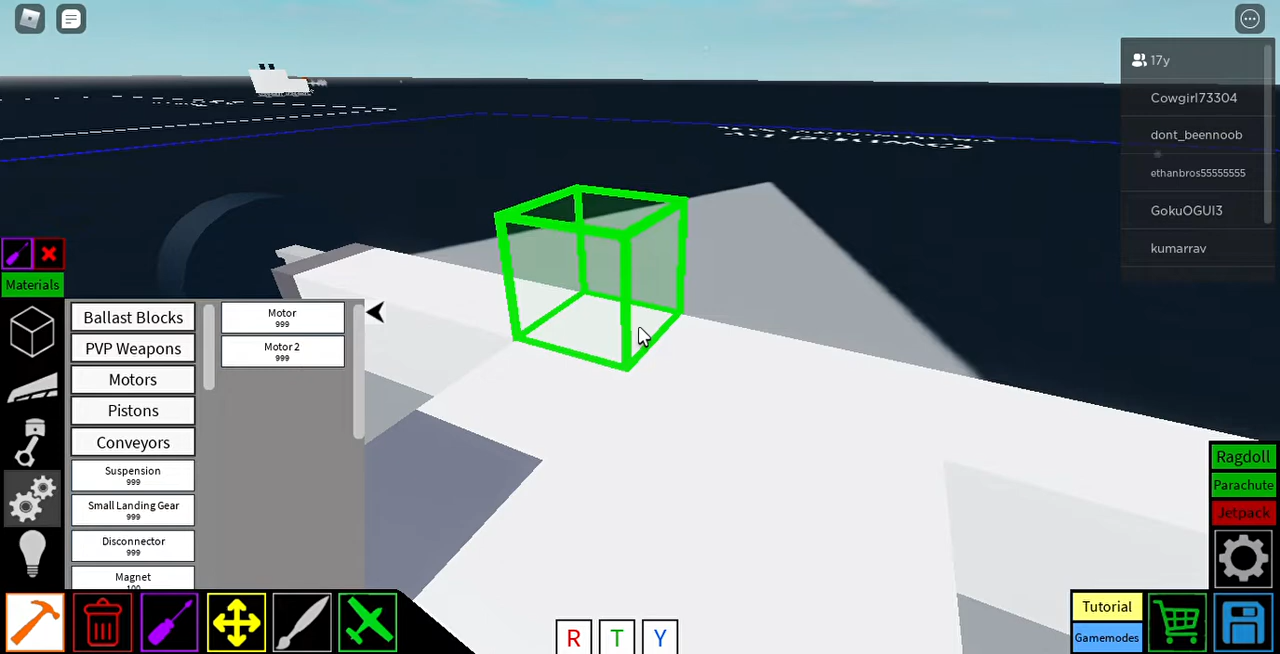 17y
Cowgirl73304
dont_beennoob
ethanbros55555555
GokuOGUI3
kumarrav
Materials
Ballast Blocks
PVP Weapons
Motors
Pistons
Conveyors
Suspension
999
Small Landing Gear
999
Disconnector
999
Magnet
100
Motor
999
Motor 2
999
Ragdoll
Parachute
Jetpack
Tutorial
Gamemodes
R T Y